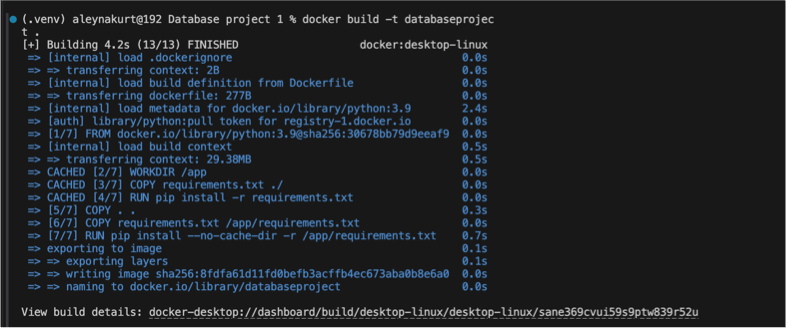 (.venv) aleynakurt@192 Database project 1 % docker build -t databaseprojec
t .
[+] Building 4.2s (13/13) FINISHED docker:desktop-linux
=> [internal] load .dockerignore 0.0s
=> => transferring context: 2B 0.0s
=> [internal] load build definition from Dockerfile 0.0s
=> => transferring dockerfile: 277B 0.0s
=> [internal] load metadata for docker.io/library/python:3.9 2.4s
=> [auth] library/python:pull token for registry-1.docker.io 0.0s
=> [1/7] FROM docker.io/library/python:3.9@sha256:30678bb79d9eeaf9 0.0s
=> [internal] load build context 0.5s
=> => transferring context: 29.38MB 0.5s
=> CACHED [2/7] WORKDIR /app 0.0s
=> CACHED [3/7] COPY requirements.txt ./ 0.0s
=> CACHED [4/7] RUN pip install -r requirements.txt 0.0s
=> [5/7] COPY . . 0.3s
=> [6/7] COPY requirements.txt /app/requirements.txt 0.0s
=> [7/7] RUN pip install --no-cache-dir -r /app/requirements.txt 0.7s
=> exporting to image 0.1s
=> => exporting layers 0.1s
=> => writing image sha256:8fdfa61d11fd0befb3acffb4ec673aba0b8e6a0 0.0s
=> => naming to docker.io/library/databaseproject 0.0s
View build details: docker-desktop://dashboard/build/desktop-linux/desktop-linux/sane369cvui59s9ptw839r52u